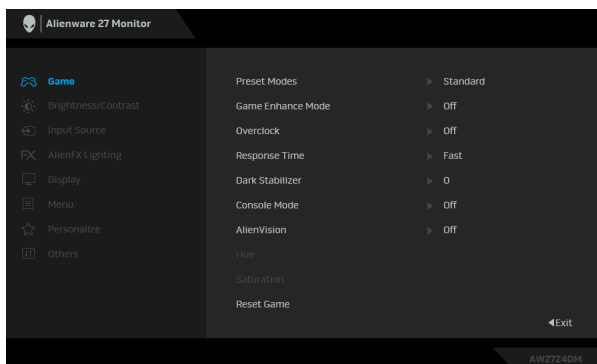 Alienware 27 Monitor
Game
Brightness/Contrast
Input Source
AlienFX Lighting
Display
Menu
Personalize
Others
Preset Modes Standard
Game Enhance Mode Off
Overclock Off
Response Time Fast
Dark Stabilizer 0
Console Mode Off
AlienVision Off
Hue
Saturation
Reset Game
Exit
AW2724DM